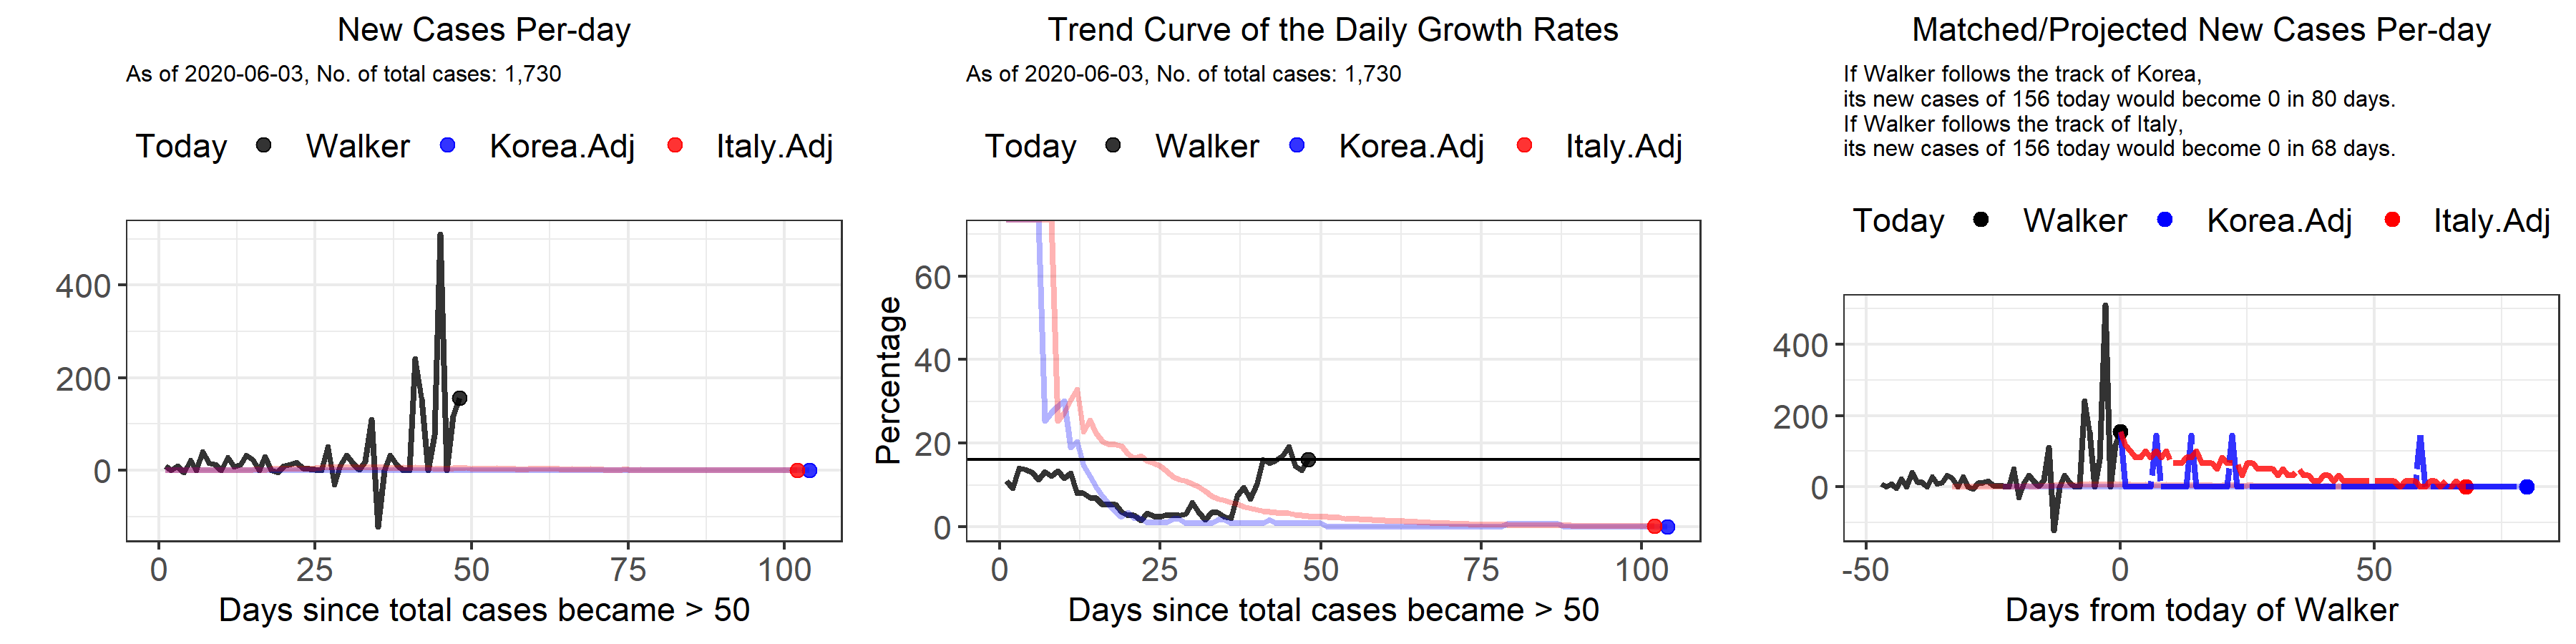 New Cases Per-day
As of 2020-06-03, No. of total cases: 1,730
Today Walker Korea.Adj Italy.Adj
400
200
0
0 25 50 75 100
Days since total cases became > 50
Trend Curve of the Daily Growth Rates
As of 2020-06-03, No. of total cases: 1,730
Today Walker Korea.Adj Italy.Adj
Percentage
60
40
20
0
0 25 50 75 100
Days since total cases became > 50
Matched/Projected New Cases Per-day
If Walker follows the track of Korea,
its new cases of 156 today would become 0 in 80 days.
If Walker follows the track of Italy,
its new cases of 156 today would become 0 in 68 days.
Today Walker Korea.Adj Italy.Adj
400
200
0
-50 0 50
Days from today of Walker